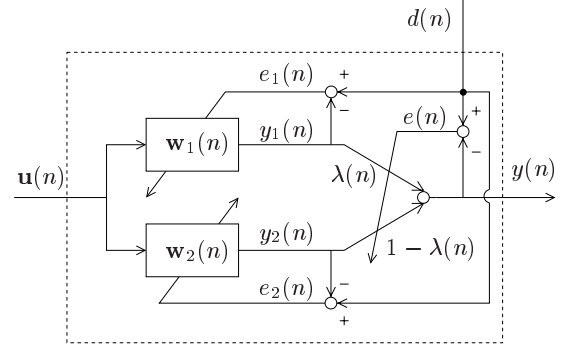 d(n)
e₁(n)
+
−
+
e(n)
−
w₁(n)
y₁(n)
λ(n)
u(n)
y(n)
w₂(n)
y₂(n)
1 − λ(n)
e₂(n)
−
+